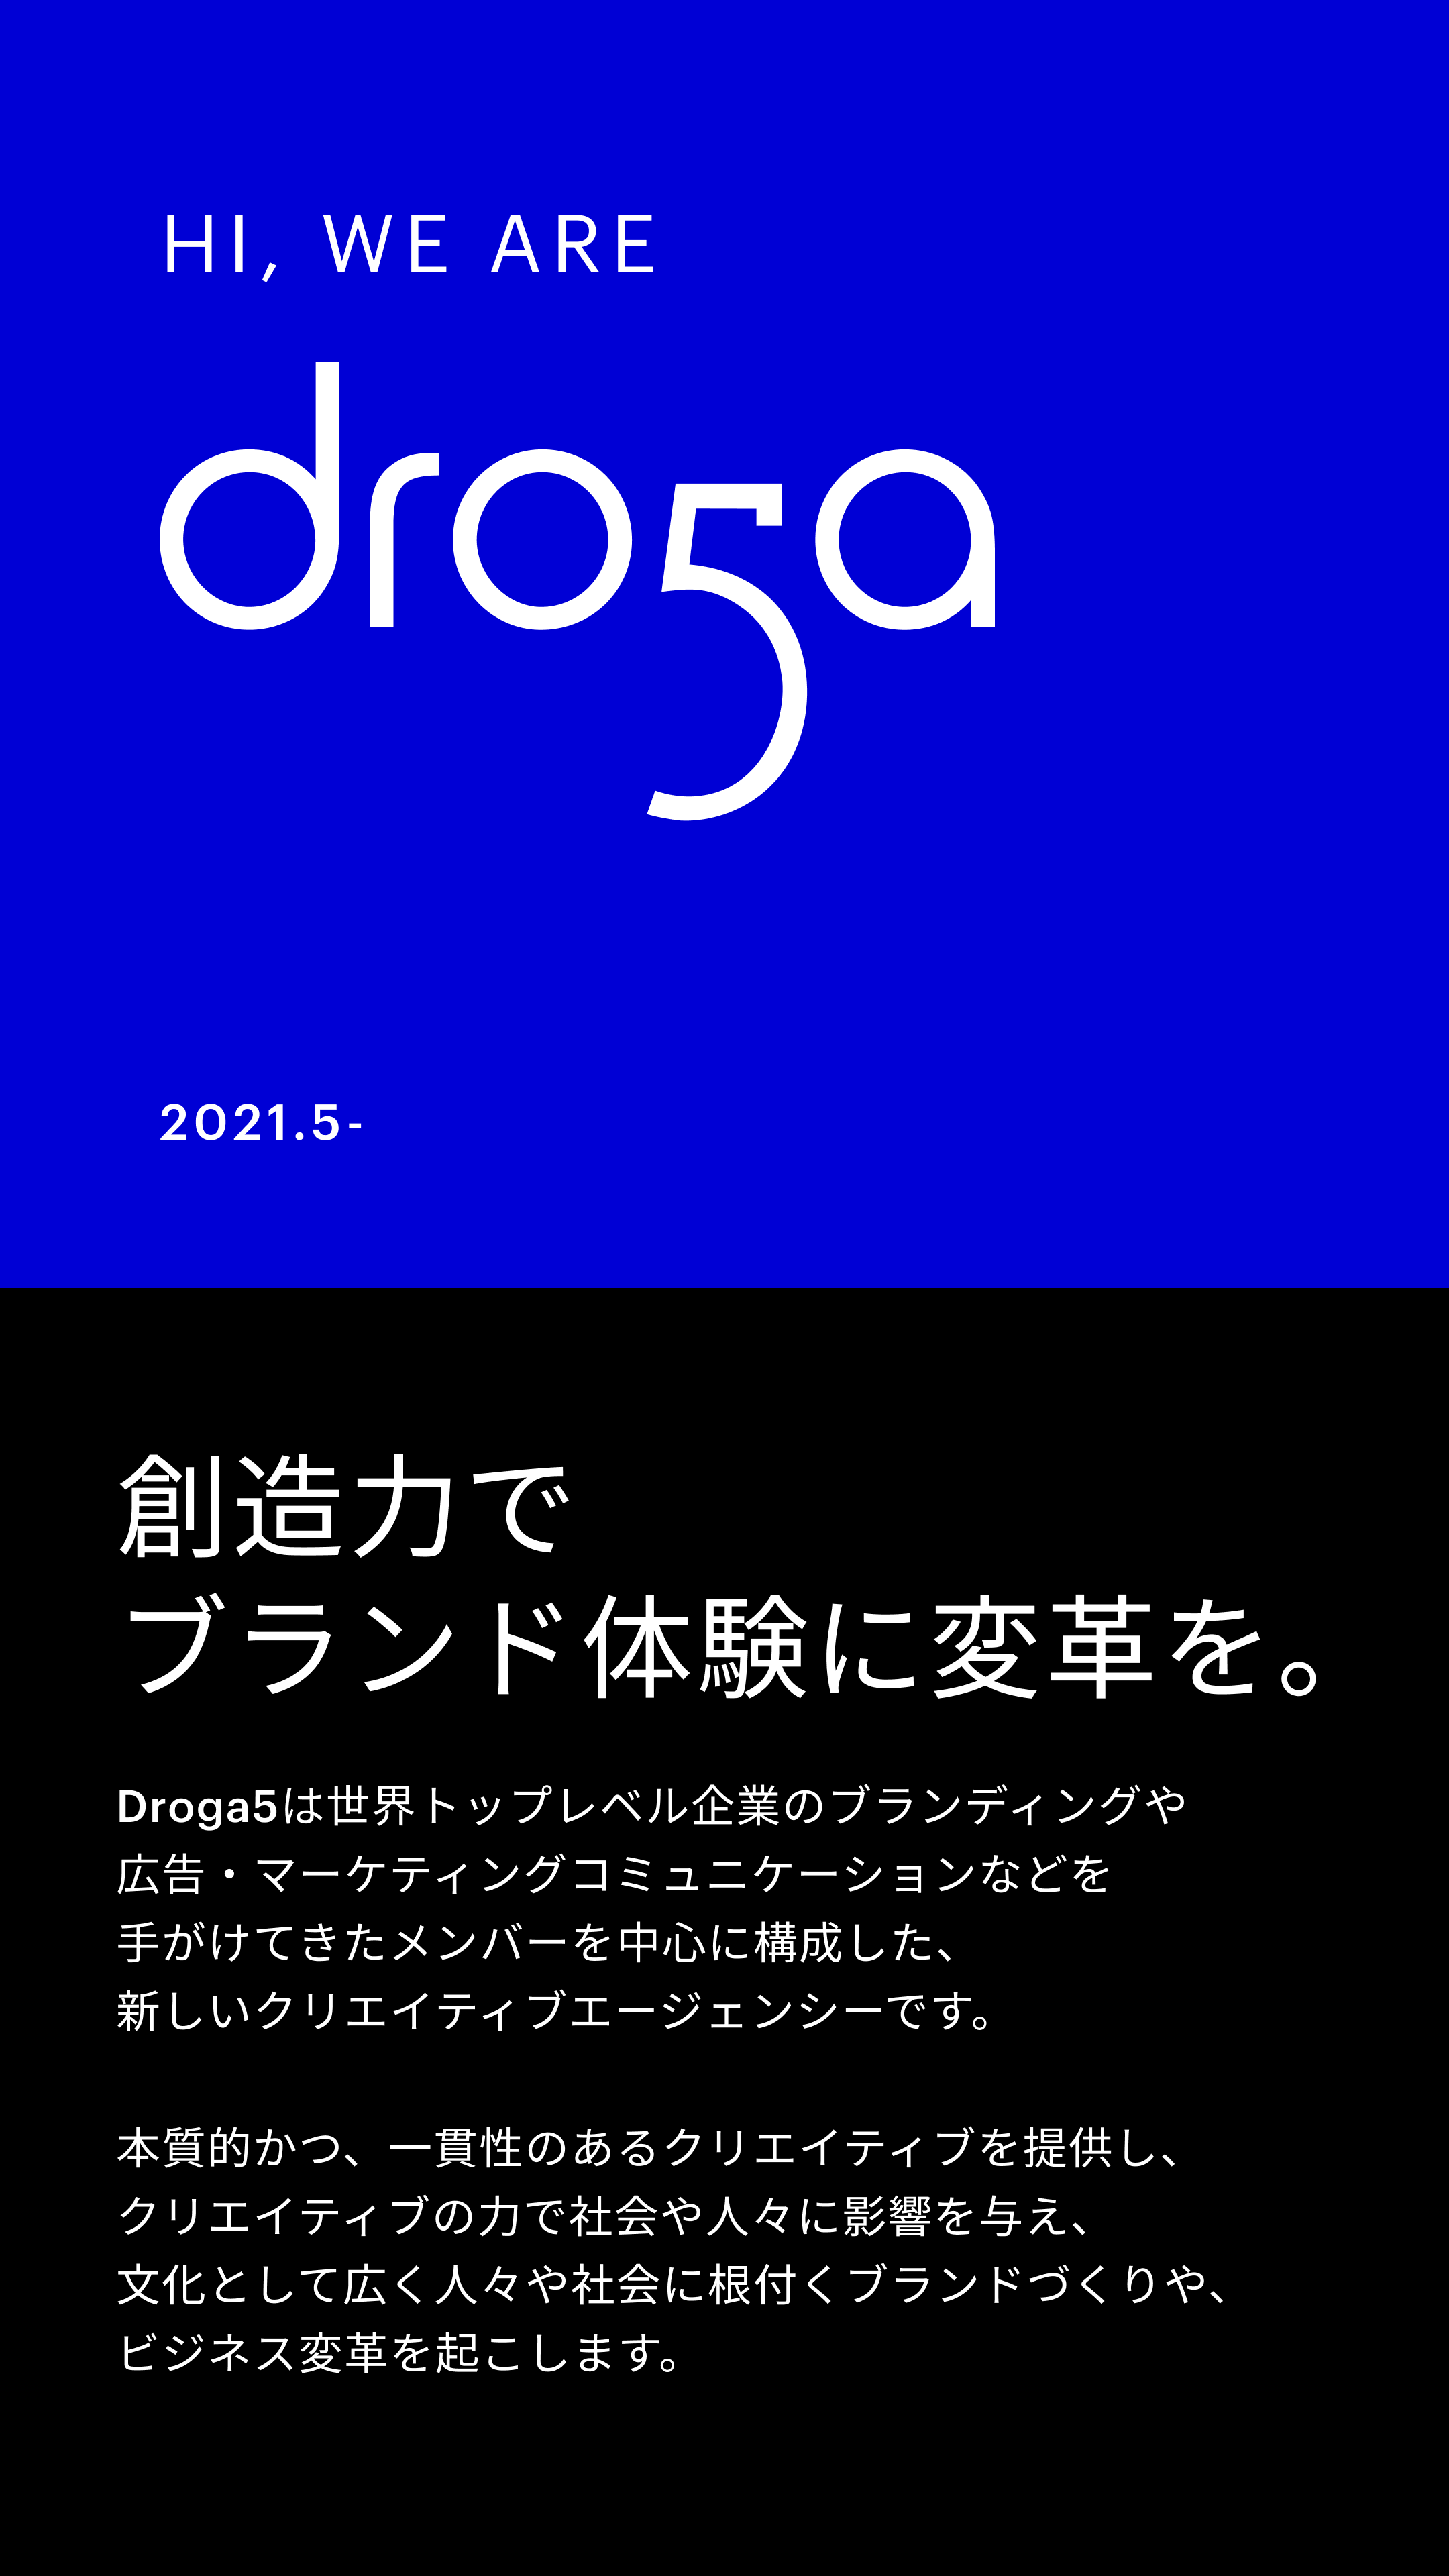 HI, WE ARE
dro5a
2021.5-
創造力で
ブランド体験に変革を。
Droga5は世界トップレベル企業のブランディングや
広告・マーケティングコミュニケーションなどを
手がけてきたメンバーを中心に構成した、
新しいクリエイティブエージェンシーです。
本質的かつ、一貫性のあるクリエイティブを提供し、
クリエイティブの力で社会や人々に影響を与え、
文化として広く人々や社会に根付くブランドづくりや、
ビジネス変革を起こします。